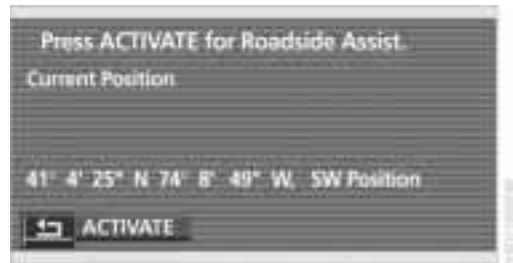 Press ACTIVATE for Roadside Assist.
Current Position
41° 4' 25" N 74° 8' 49" W, SW Position
ACTIVATE